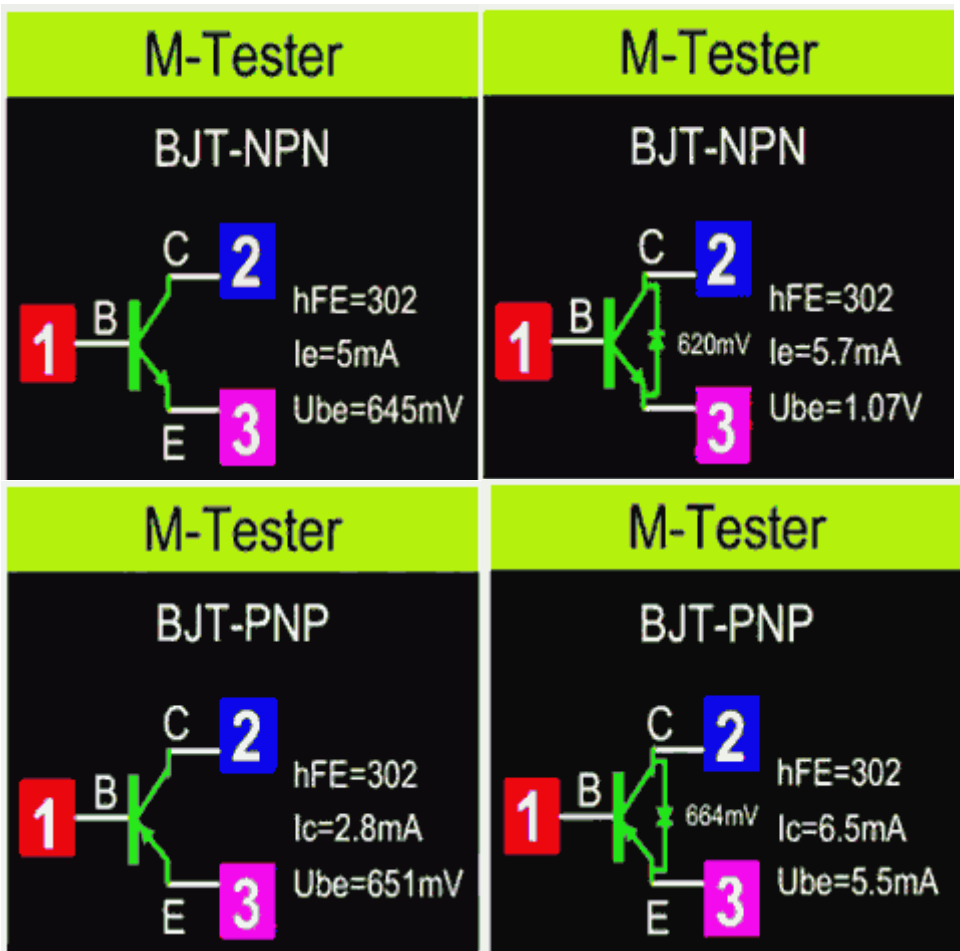 M-Tester
BJT-NPN
C
2
1
B
hFE=302
Ie=5mA
Ube=645mV
3
E
M-Tester
BJT-NPN
C
2
1
B
620mV
hFE=302
Ie=5.7mA
Ube=1.07V
3
M-Tester
BJT-PNP
C
2
1
B
hFE=302
Ic=2.8mA
Ube=651mV
3
E
M-Tester
BJT-PNP
C
2
1
B
664mV
hFE=302
Ic=6.5mA
Ube=5.5mA
3
E